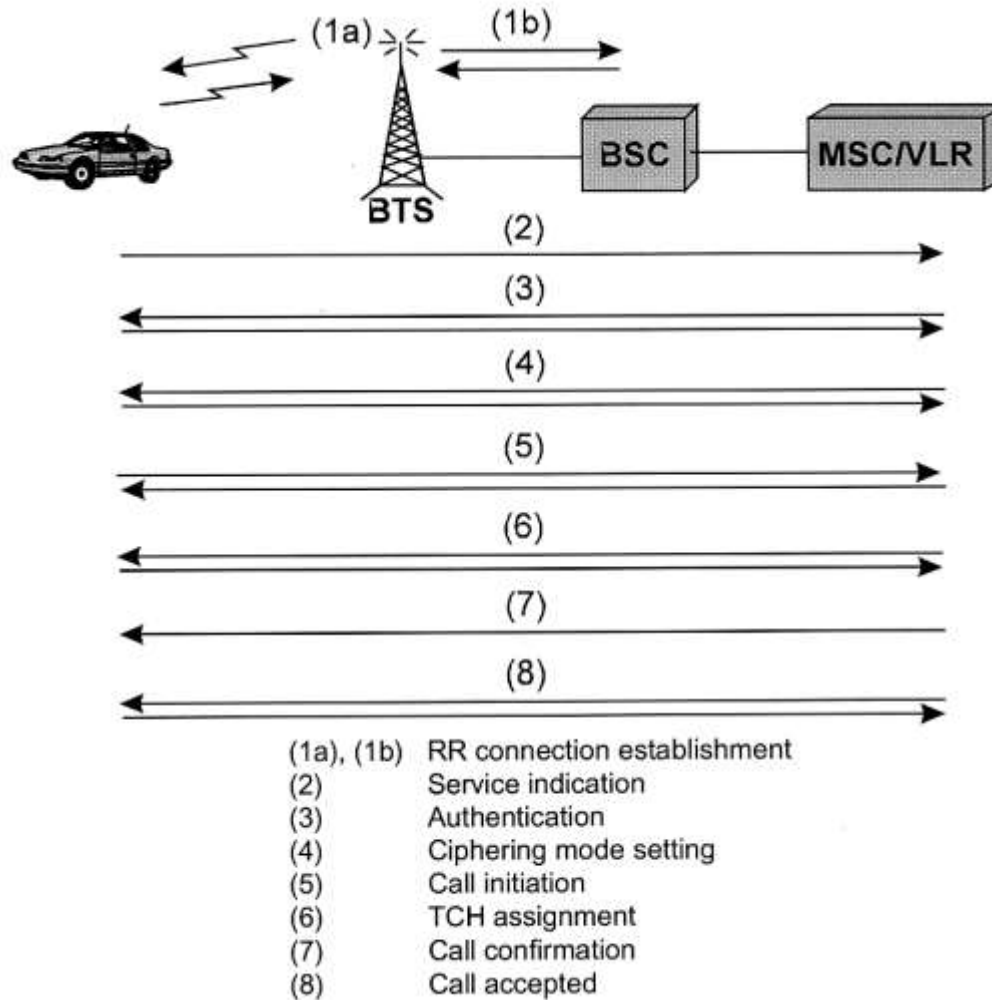 (1a)
(1b)
BSC
MSC/VLR
BTS
(2)
(3)
(4)
(5)
(6)
(7)
(8)
(1a), (1b) RR connection establishment
(2) Service indication
(3) Authentication
(4) Ciphering mode setting
(5) Call initiation
(6) TCH assignment
(7) Call confirmation
(8) Call accepted